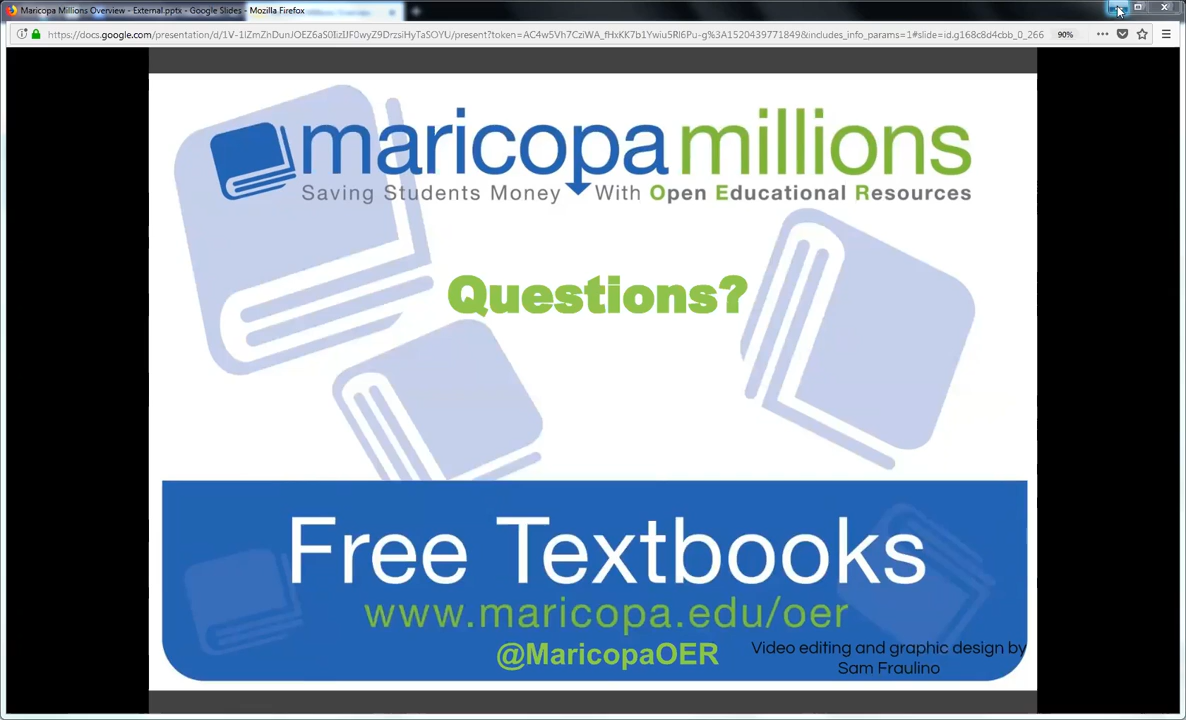 Maricopa Millions Overview - External.pptx - Google Slides - Mozilla Firefox
90%
maricopa millions
Saving Students Money With Open Educational Resources
Questions?
Free Textbooks
www.maricopa.edu/oer
@MaricopaOER
Video editing and graphic design by
Sam Fraulino